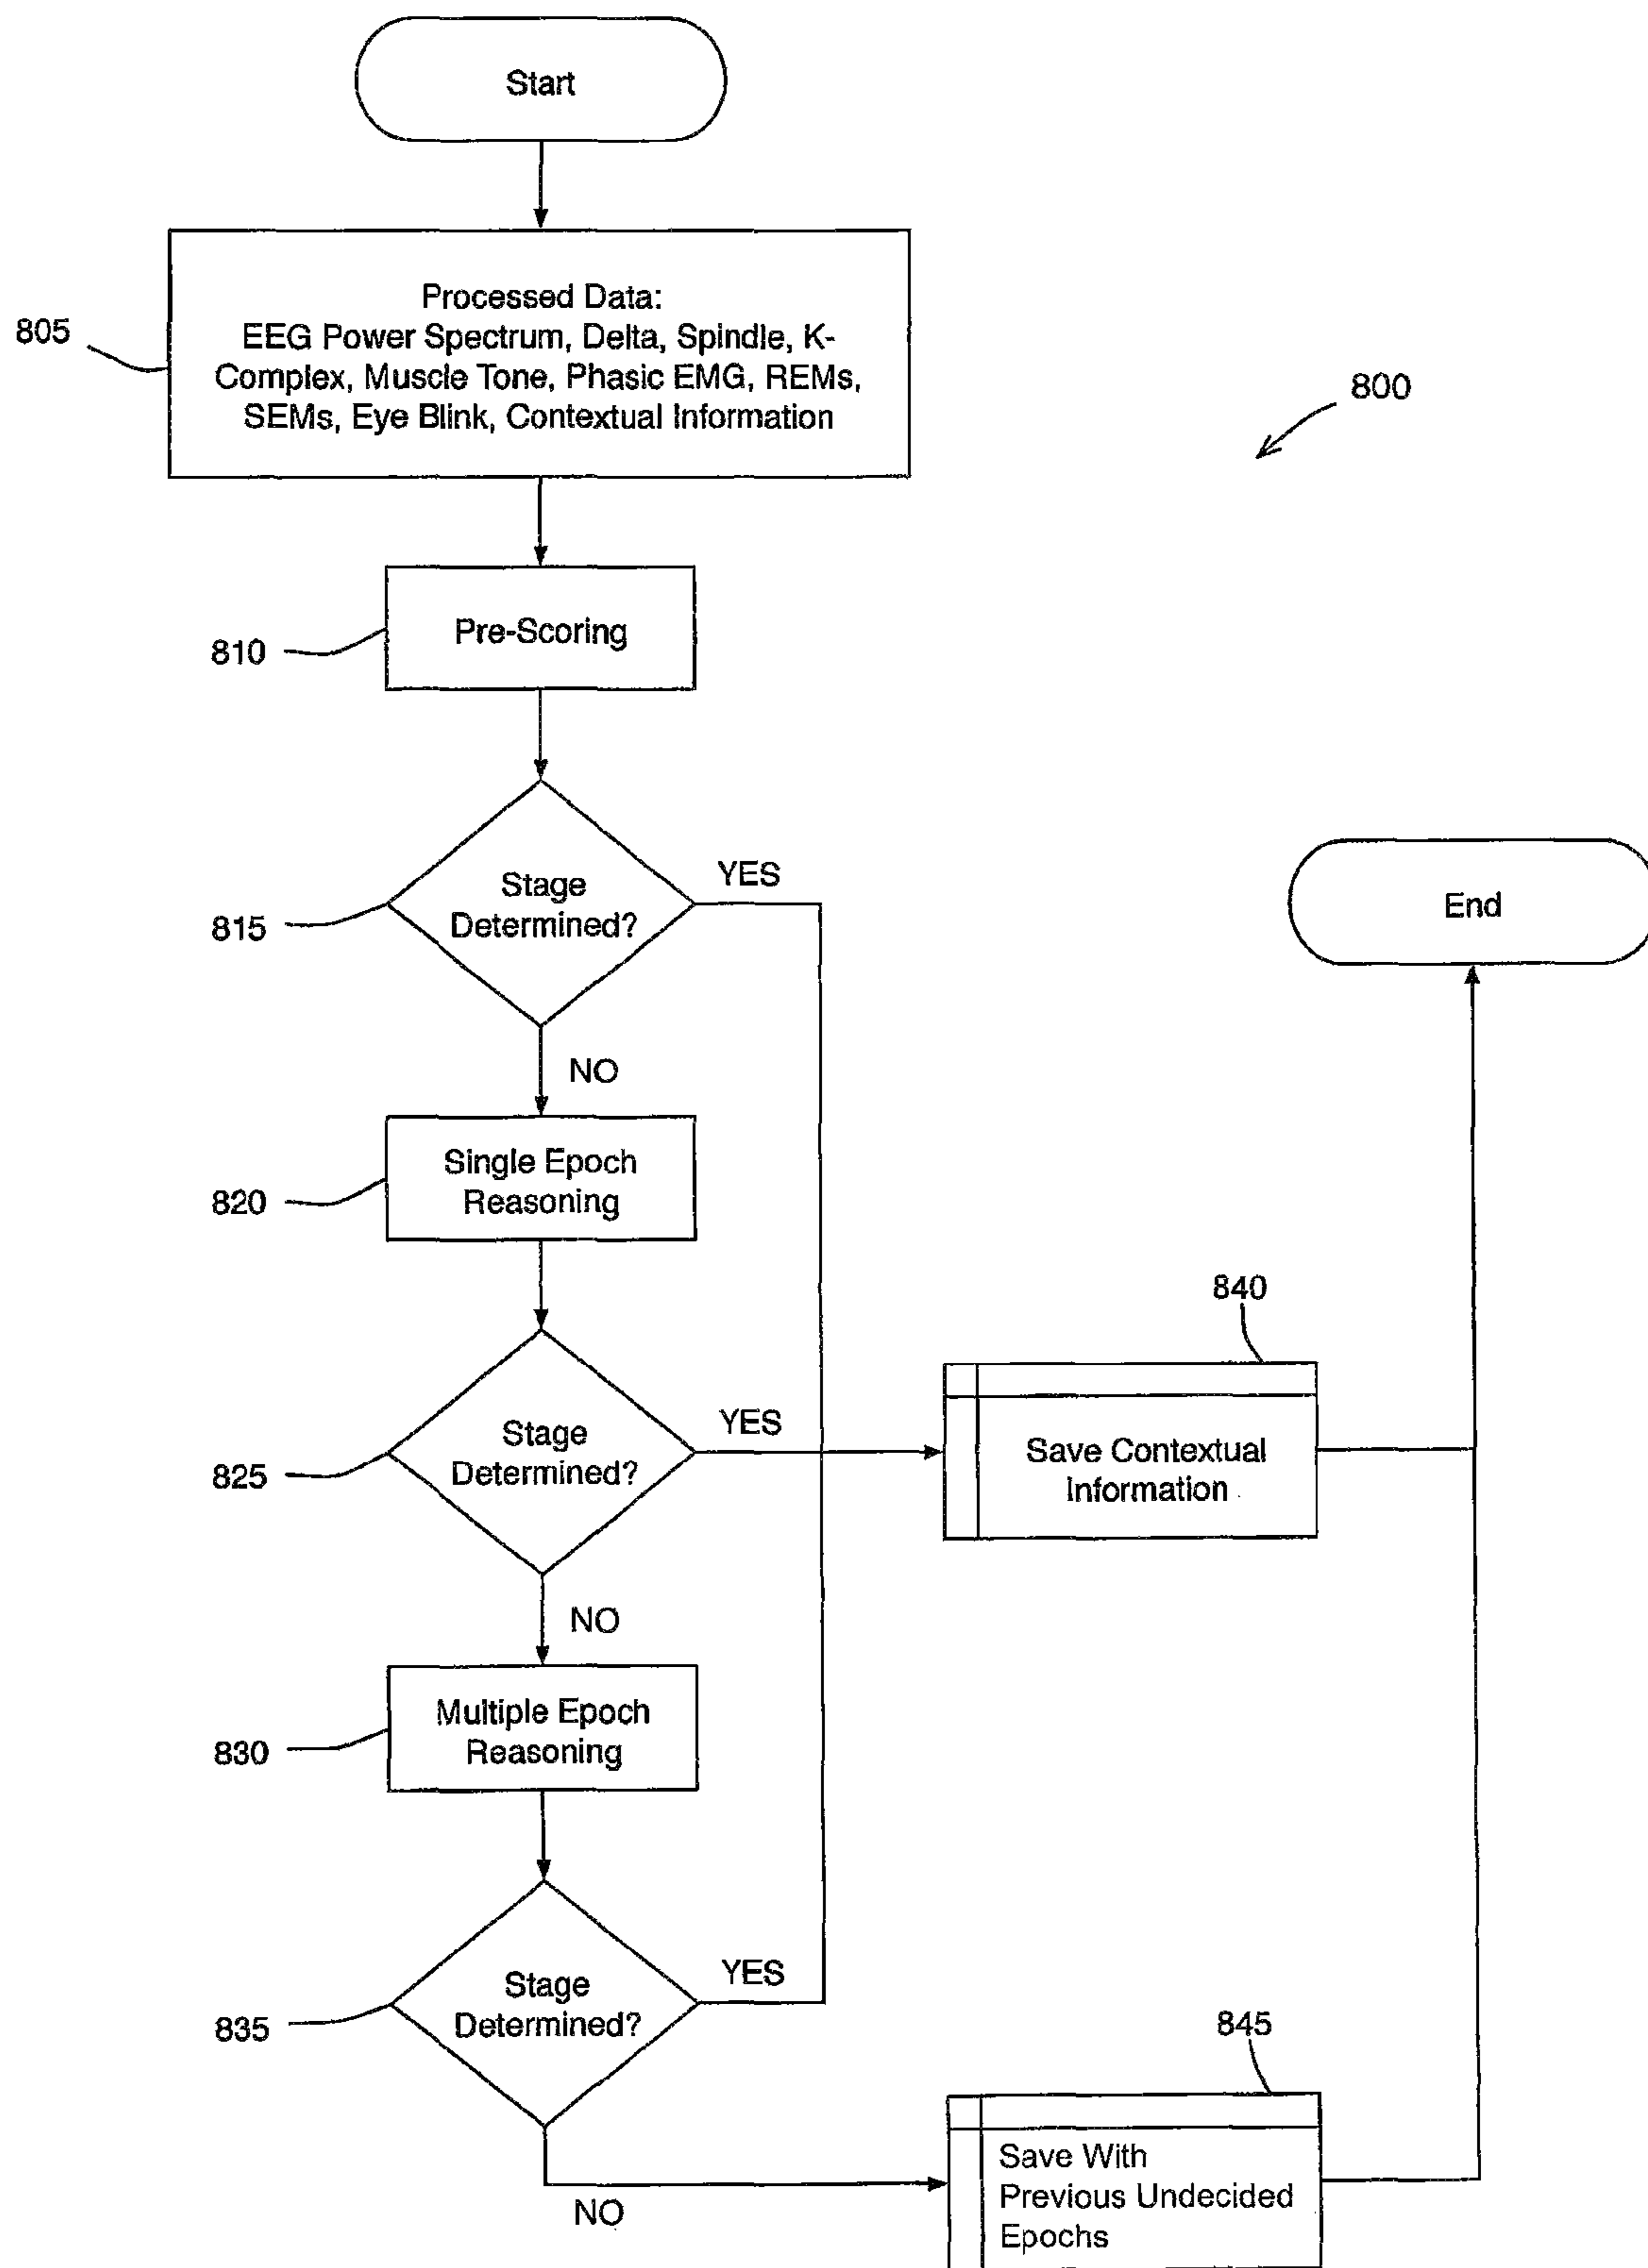 Start
805
Processed Data:
EEG Power Spectrum, Delta, Spindle, K-
Complex, Muscle Tone, Phasic EMG, REMs,
SEMs, Eye Blink, Contextual Information
800
810
Pre-Scoring
815
Stage
Determined?
YES
End
NO
820
Single Epoch
Reasoning
825
Stage
Determined?
YES
840
Save Contextual
Information
NO
830
Multiple Epoch
Reasoning
835
Stage
Determined?
YES
NO
845
Save With
Previous Undecided
Epochs